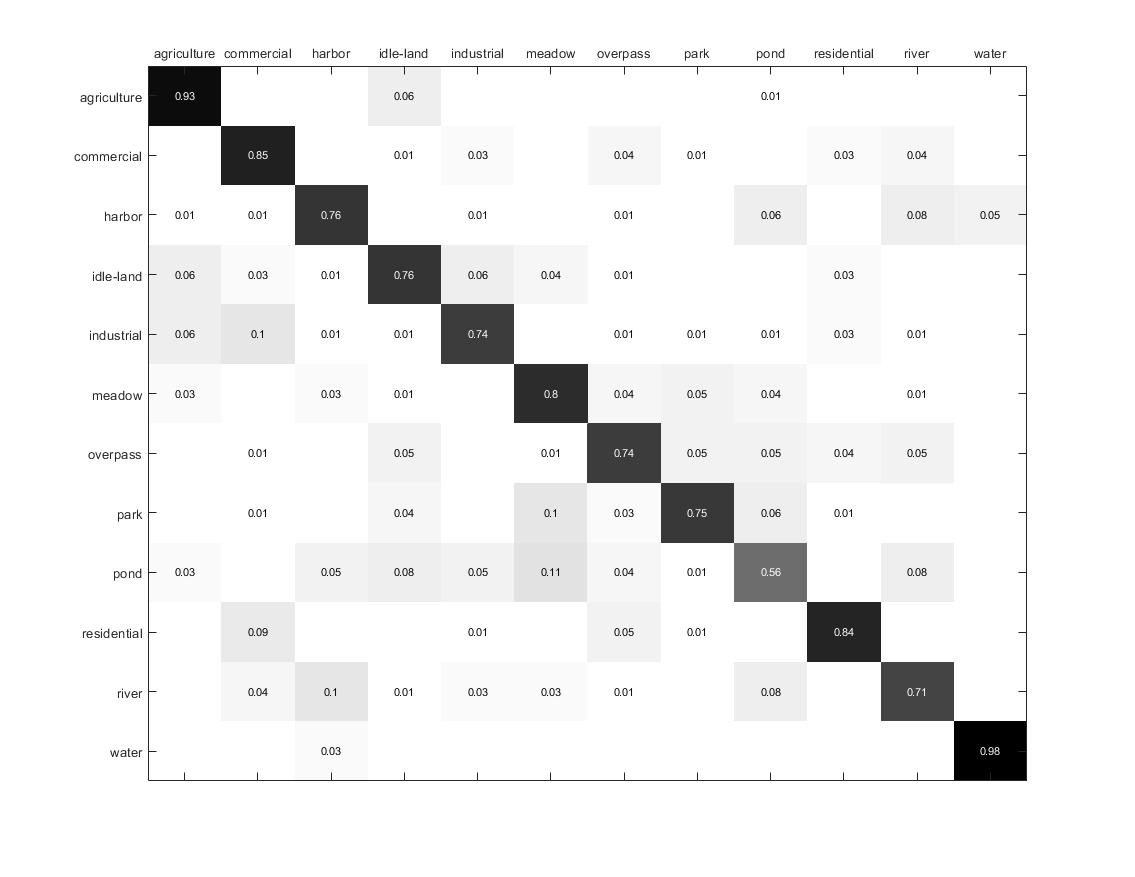 agriculture commercial harbor idle-land industrial meadow overpass park pond residential river water
agriculture 0.93 0.06 0.01
commercial 0.85 0.01 0.03 0.04 0.01 0.03 0.04
harbor 0.01 0.01 0.76 0.01 0.01 0.06 0.08 0.05
idle-land 0.06 0.03 0.01 0.76 0.06 0.04 0.01 0.03
industrial 0.06 0.1 0.01 0.01 0.74 0.01 0.01 0.01 0.03 0.01
meadow 0.03 0.03 0.01 0.8 0.04 0.05 0.04 0.01
overpass 0.01 0.05 0.01 0.74 0.05 0.05 0.04 0.05
park 0.01 0.04 0.1 0.03 0.75 0.06 0.01
pond 0.03 0.05 0.08 0.05 0.11 0.04 0.01 0.56 0.08
residential 0.09 0.01 0.05 0.01 0.84
river 0.04 0.1 0.01 0.03 0.03 0.01 0.08 0.71
water 0.03 0.98